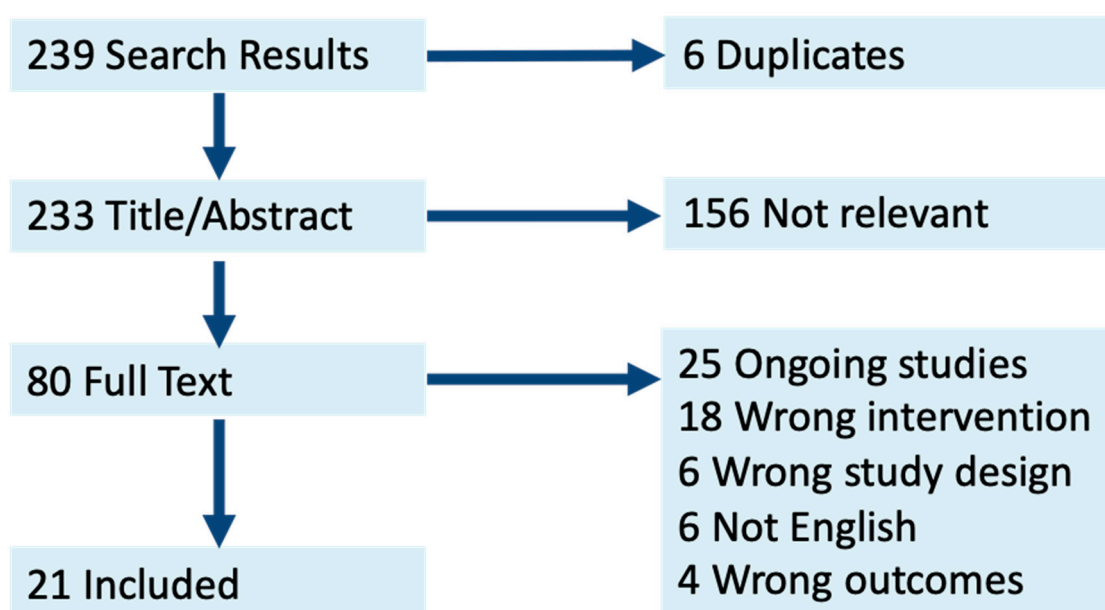 239 Search Results
6 Duplicates
233 Title/Abstract
156 Not relevant
80 Full Text
25 Ongoing studies
18 Wrong intervention
6 Wrong study design
6 Not English
4 Wrong outcomes
21 Included